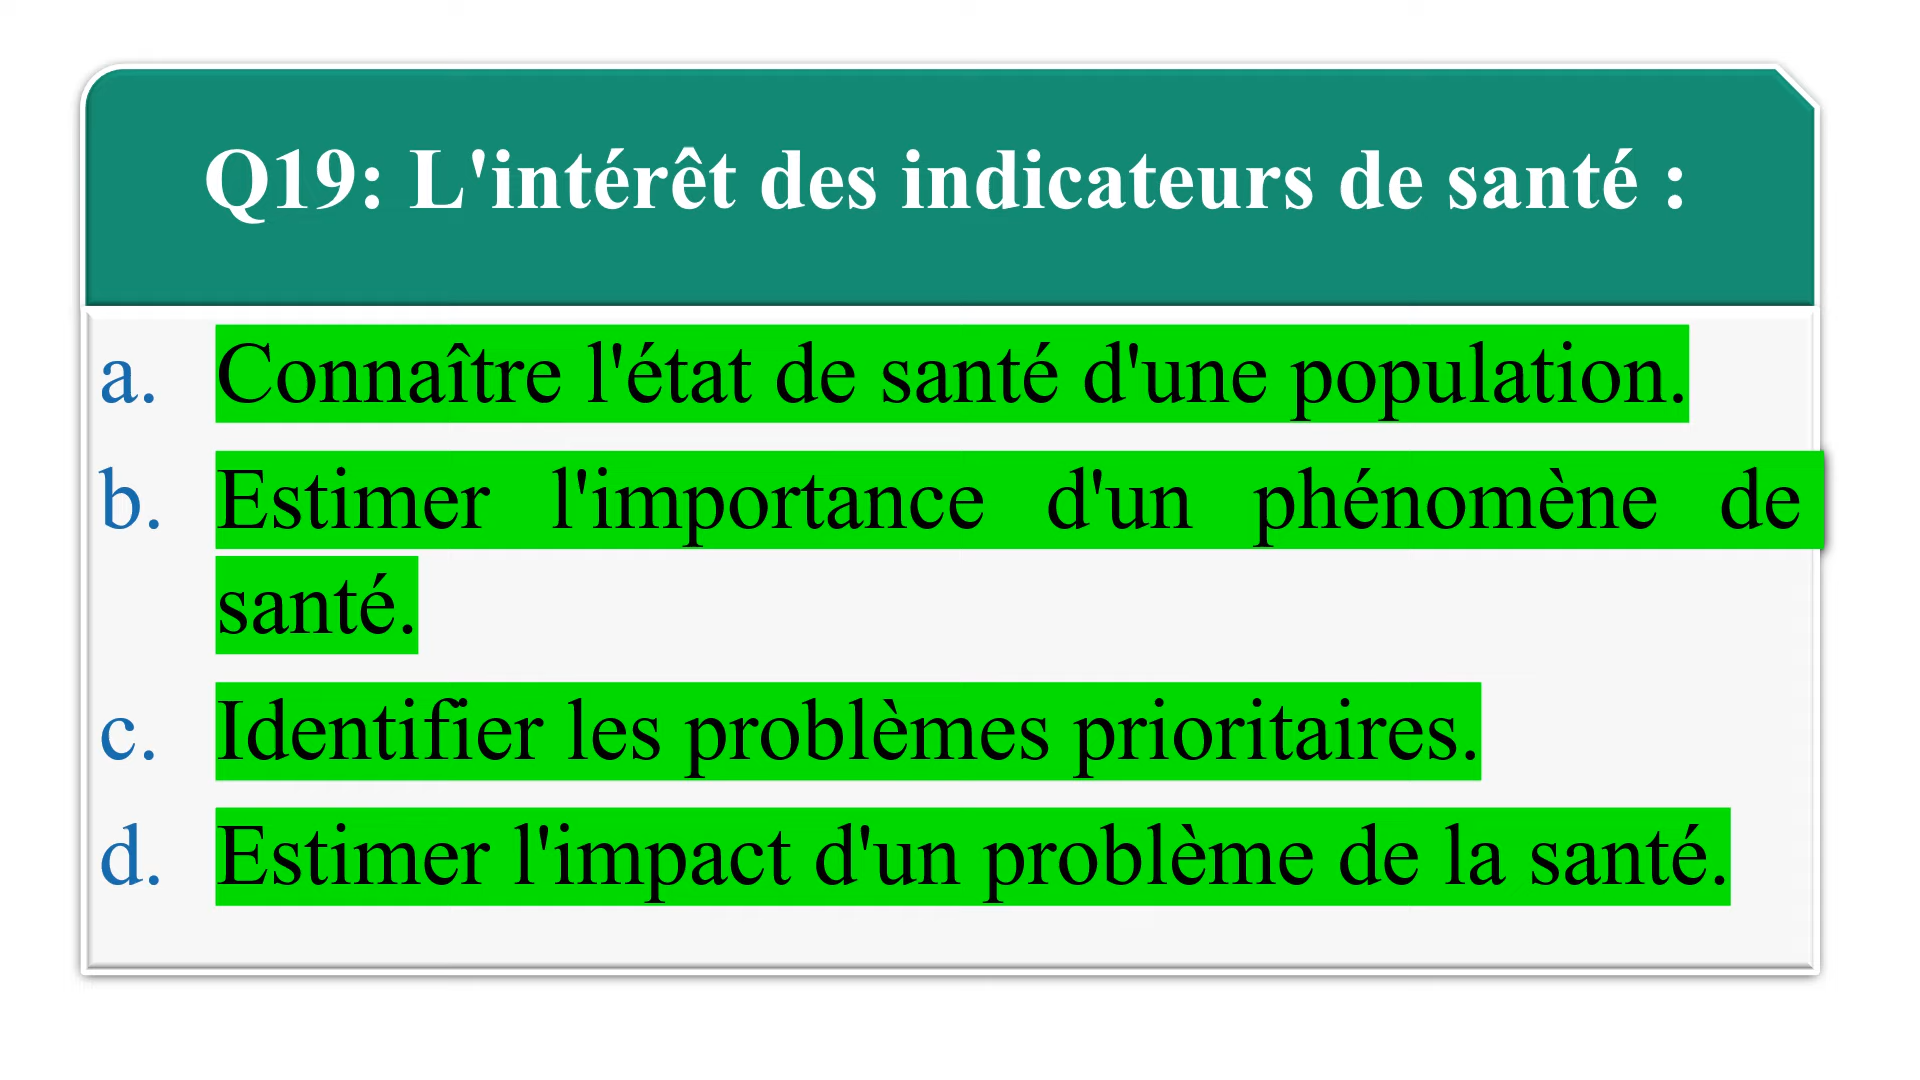 Q19: L'intérêt des indicateurs de santé :
a. Connaître l'état de santé d'une population.
b. Estimer l'importance d'un phénomène de
santé.
c. Identifier les problèmes prioritaires.
d. Estimer l'impact d'un problème de la santé.